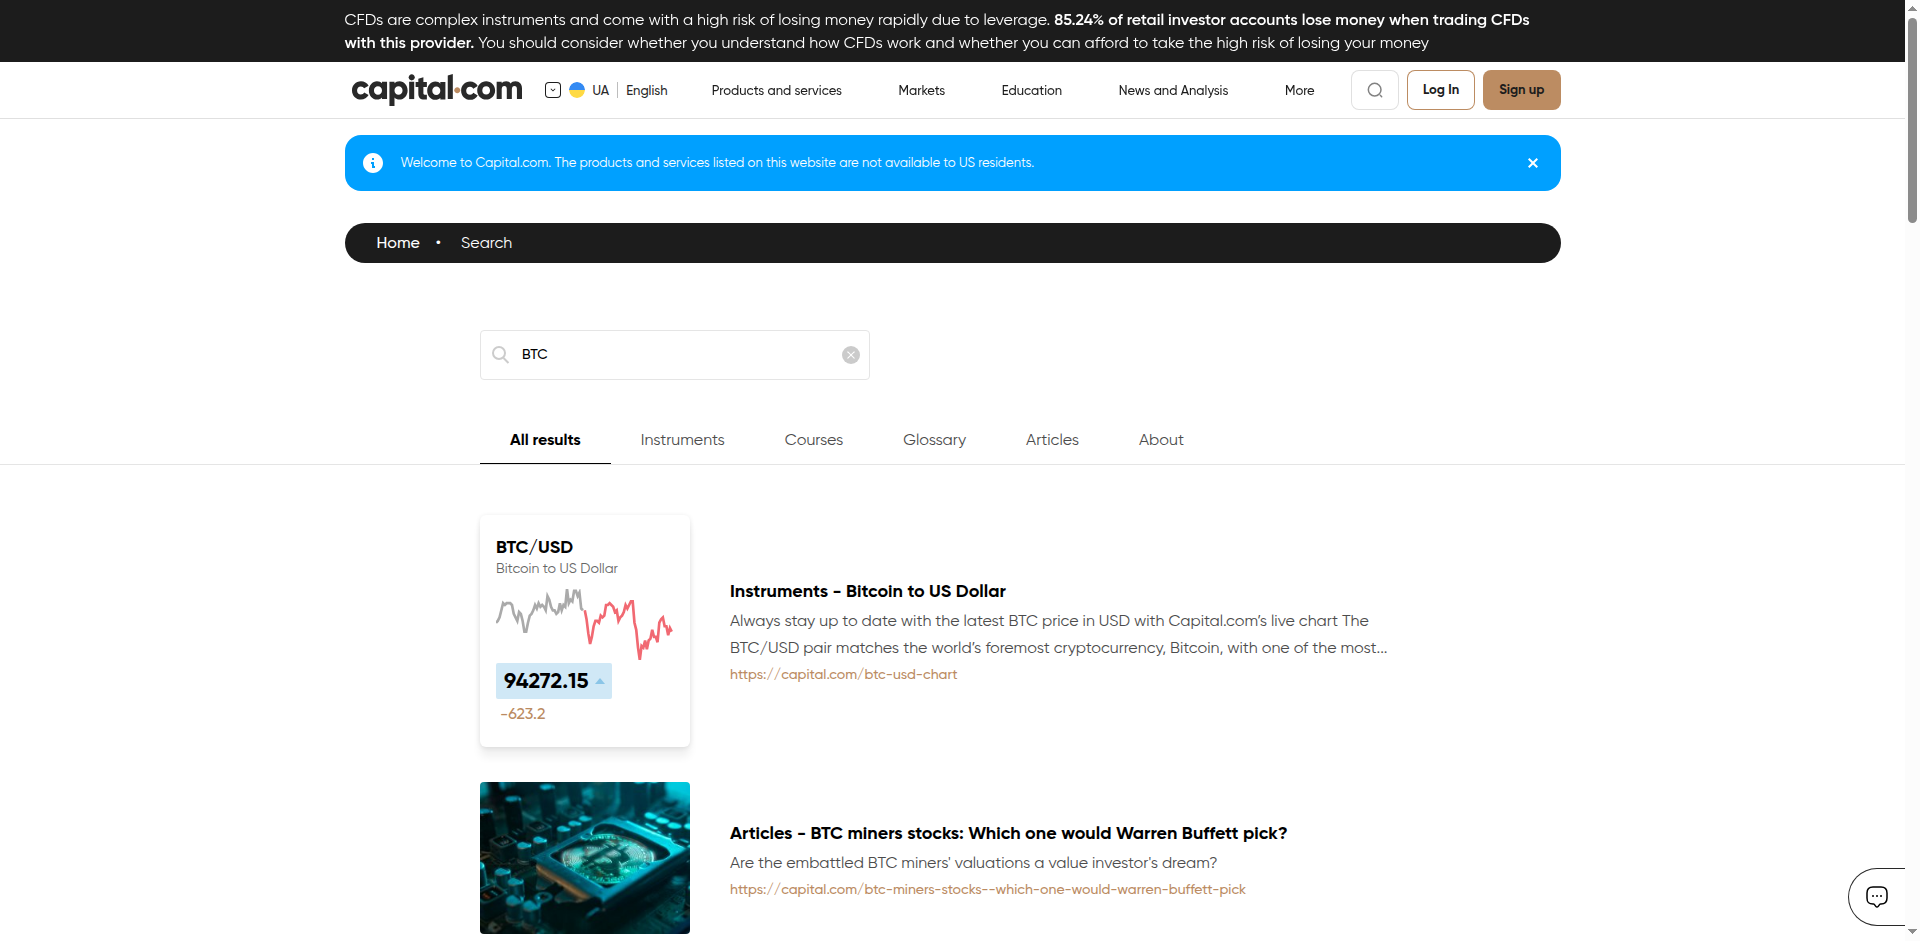 CFDs are complex instruments and come with a high risk of losing money rapidly due to leverage. 85.24% of retail investor accounts lose money when trading CFDs
with this provider. You should consider whether you understand how CFDs work and whether you can afford to take the high risk of losing your money
capital.com
UA
English
Products and services
Markets
Education
News and Analysis
More
Log In
Sign up
Welcome to Capital.com. The products and services listed on this website are not available to US residents.
Home • Search
BTC
All results
Instruments
Courses
Glossary
Articles
About
BTC/USD
Bitcoin to US Dollar
94272.15
-623.2
Instruments - Bitcoin to US Dollar
Always stay up to date with the latest BTC price in USD with Capital.com’s live chart The
BTC/USD pair matches the world’s foremost cryptocurrency, Bitcoin, with one of the most...
https://capital.com/btc-usd-chart
Articles - BTC miners stocks: Which one would Warren Buffett pick?
Are the embattled BTC miners' valuations a value investor's dream?
https://capital.com/btc-miners-stocks--which-one-would-warren-buffett-pick